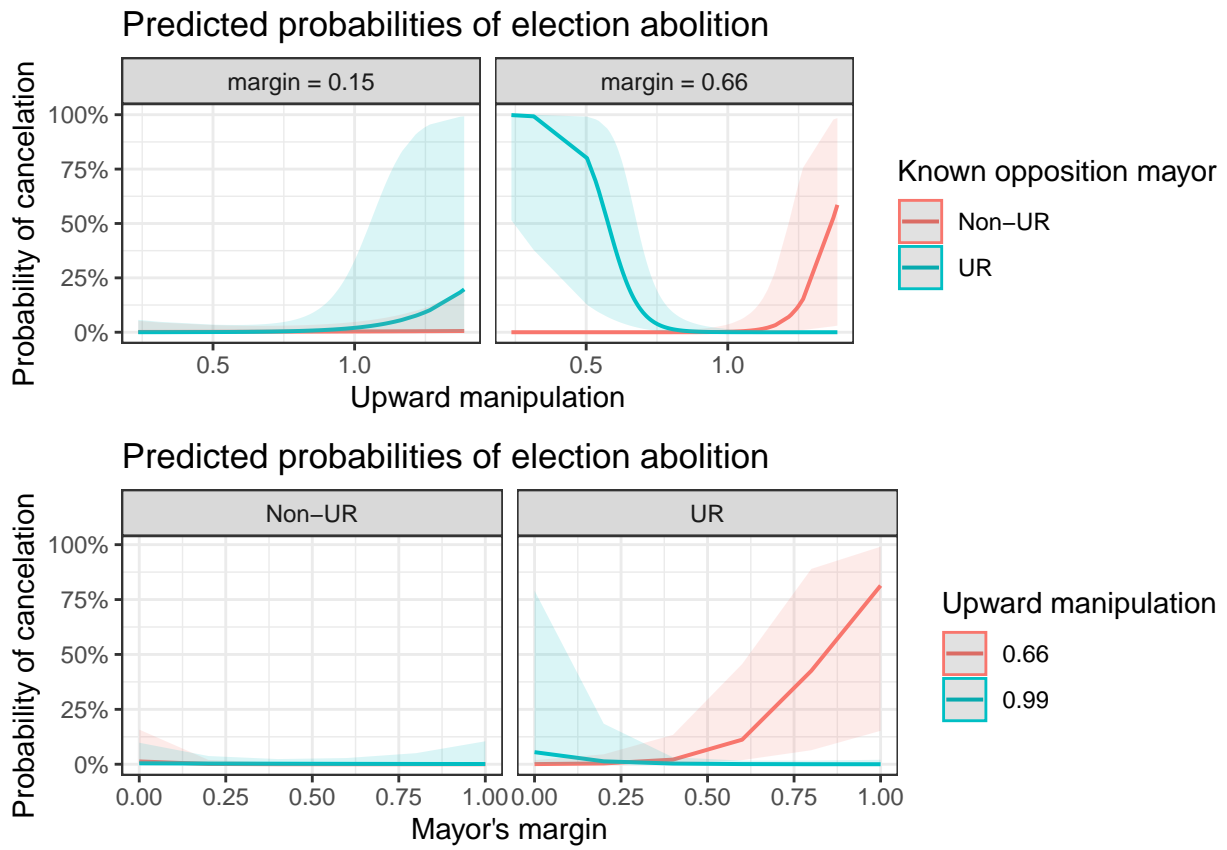 Predicted probabilities of election abolition
margin = 0.15
margin = 0.66
Probability of cancelation
100%
75%
50%
25%
0%
0.5
1.0
0.5
1.0
Upward manipulation
Known opposition mayor
Non−UR
UR
Predicted probabilities of election abolition
Non−UR
UR
Probability of cancelation
100%
75%
50%
25%
0%
0.00
0.25
0.50
0.75
1.00
0.00
0.25
0.50
0.75
1.00
Mayor's margin
Upward manipulation
0.66
0.99